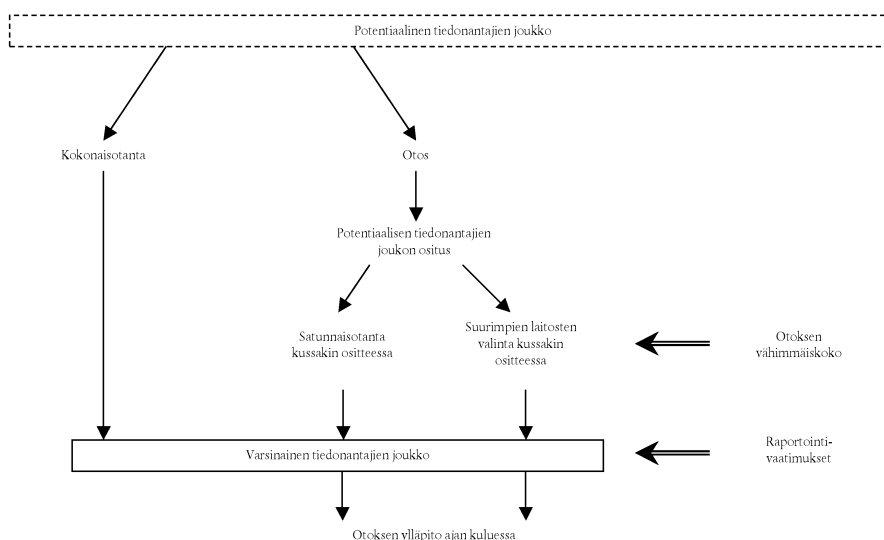 Potentiaalinen tiedonantajien joukko
Kokonaisotanta
Otos
Potentiaalisen tiedonantajien
joukon ositus
Satunnaisotanta
kussakin ositteessa
Suurimpien laitosten
valinta kussakin
ositteessa
Otoksen
vähimmäiskoko
Varsinainen tiedonantajien joukko
Raportointi-
vaatimukset
Otoksen ylläpito ajan kuluessa